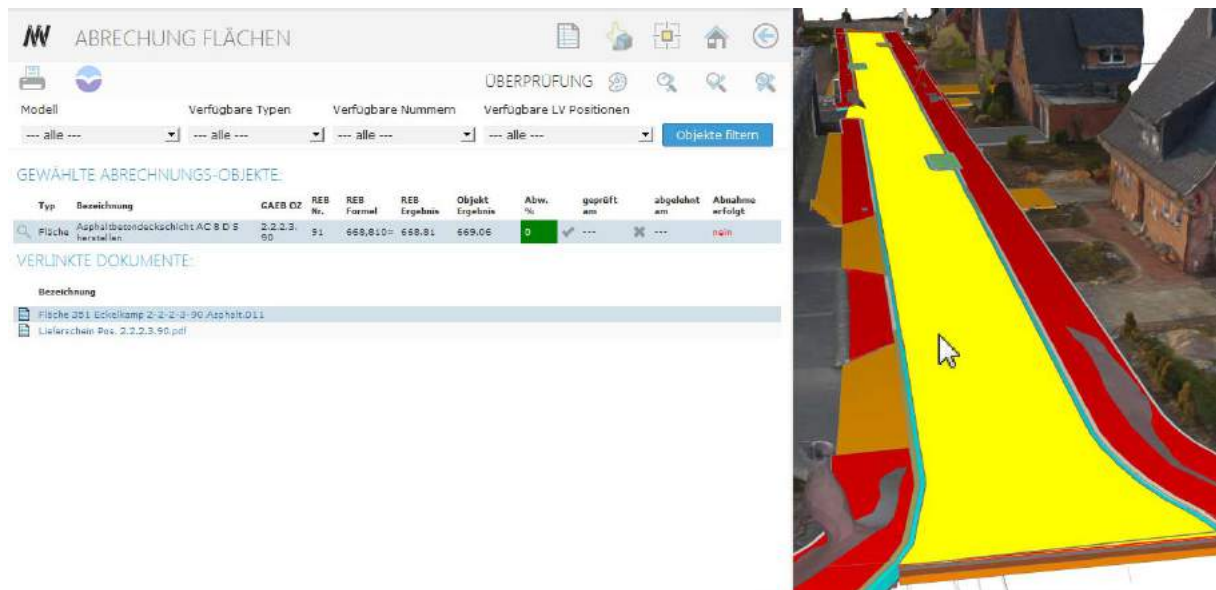 ABRECHUNG FLÄCHEN
ÜBERPRÜFUNG
Modell Verfügbare Typen Verfügbare Nummern Verfügbare LV Positionen
--- alle --- --- alle --- --- alle --- --- alle --- Objekte filtern
GEWÄHLTE ABRECHNUNGS-OBJEKTE:
Typ Bezeichnung GAEB OZ REB Nr. REB Formel REB Ergebnis Objekt Ergebnis Abw. % geprüft am abgelehnt am Abnahme erfolgt
Fläche Asphaltbetondeckschicht AC 8 D S herstellen 2.2.2.3.90 91 668,810= 668.81 669.06 0 --- --- nein
VERLINKTE DOKUMENTE:
Bezeichnung
Fläche 351 Eckelkamp 2-2-2-3-90 Asphalt.D11
Lieferschein Pos. 2.2.2.3.90.pdf